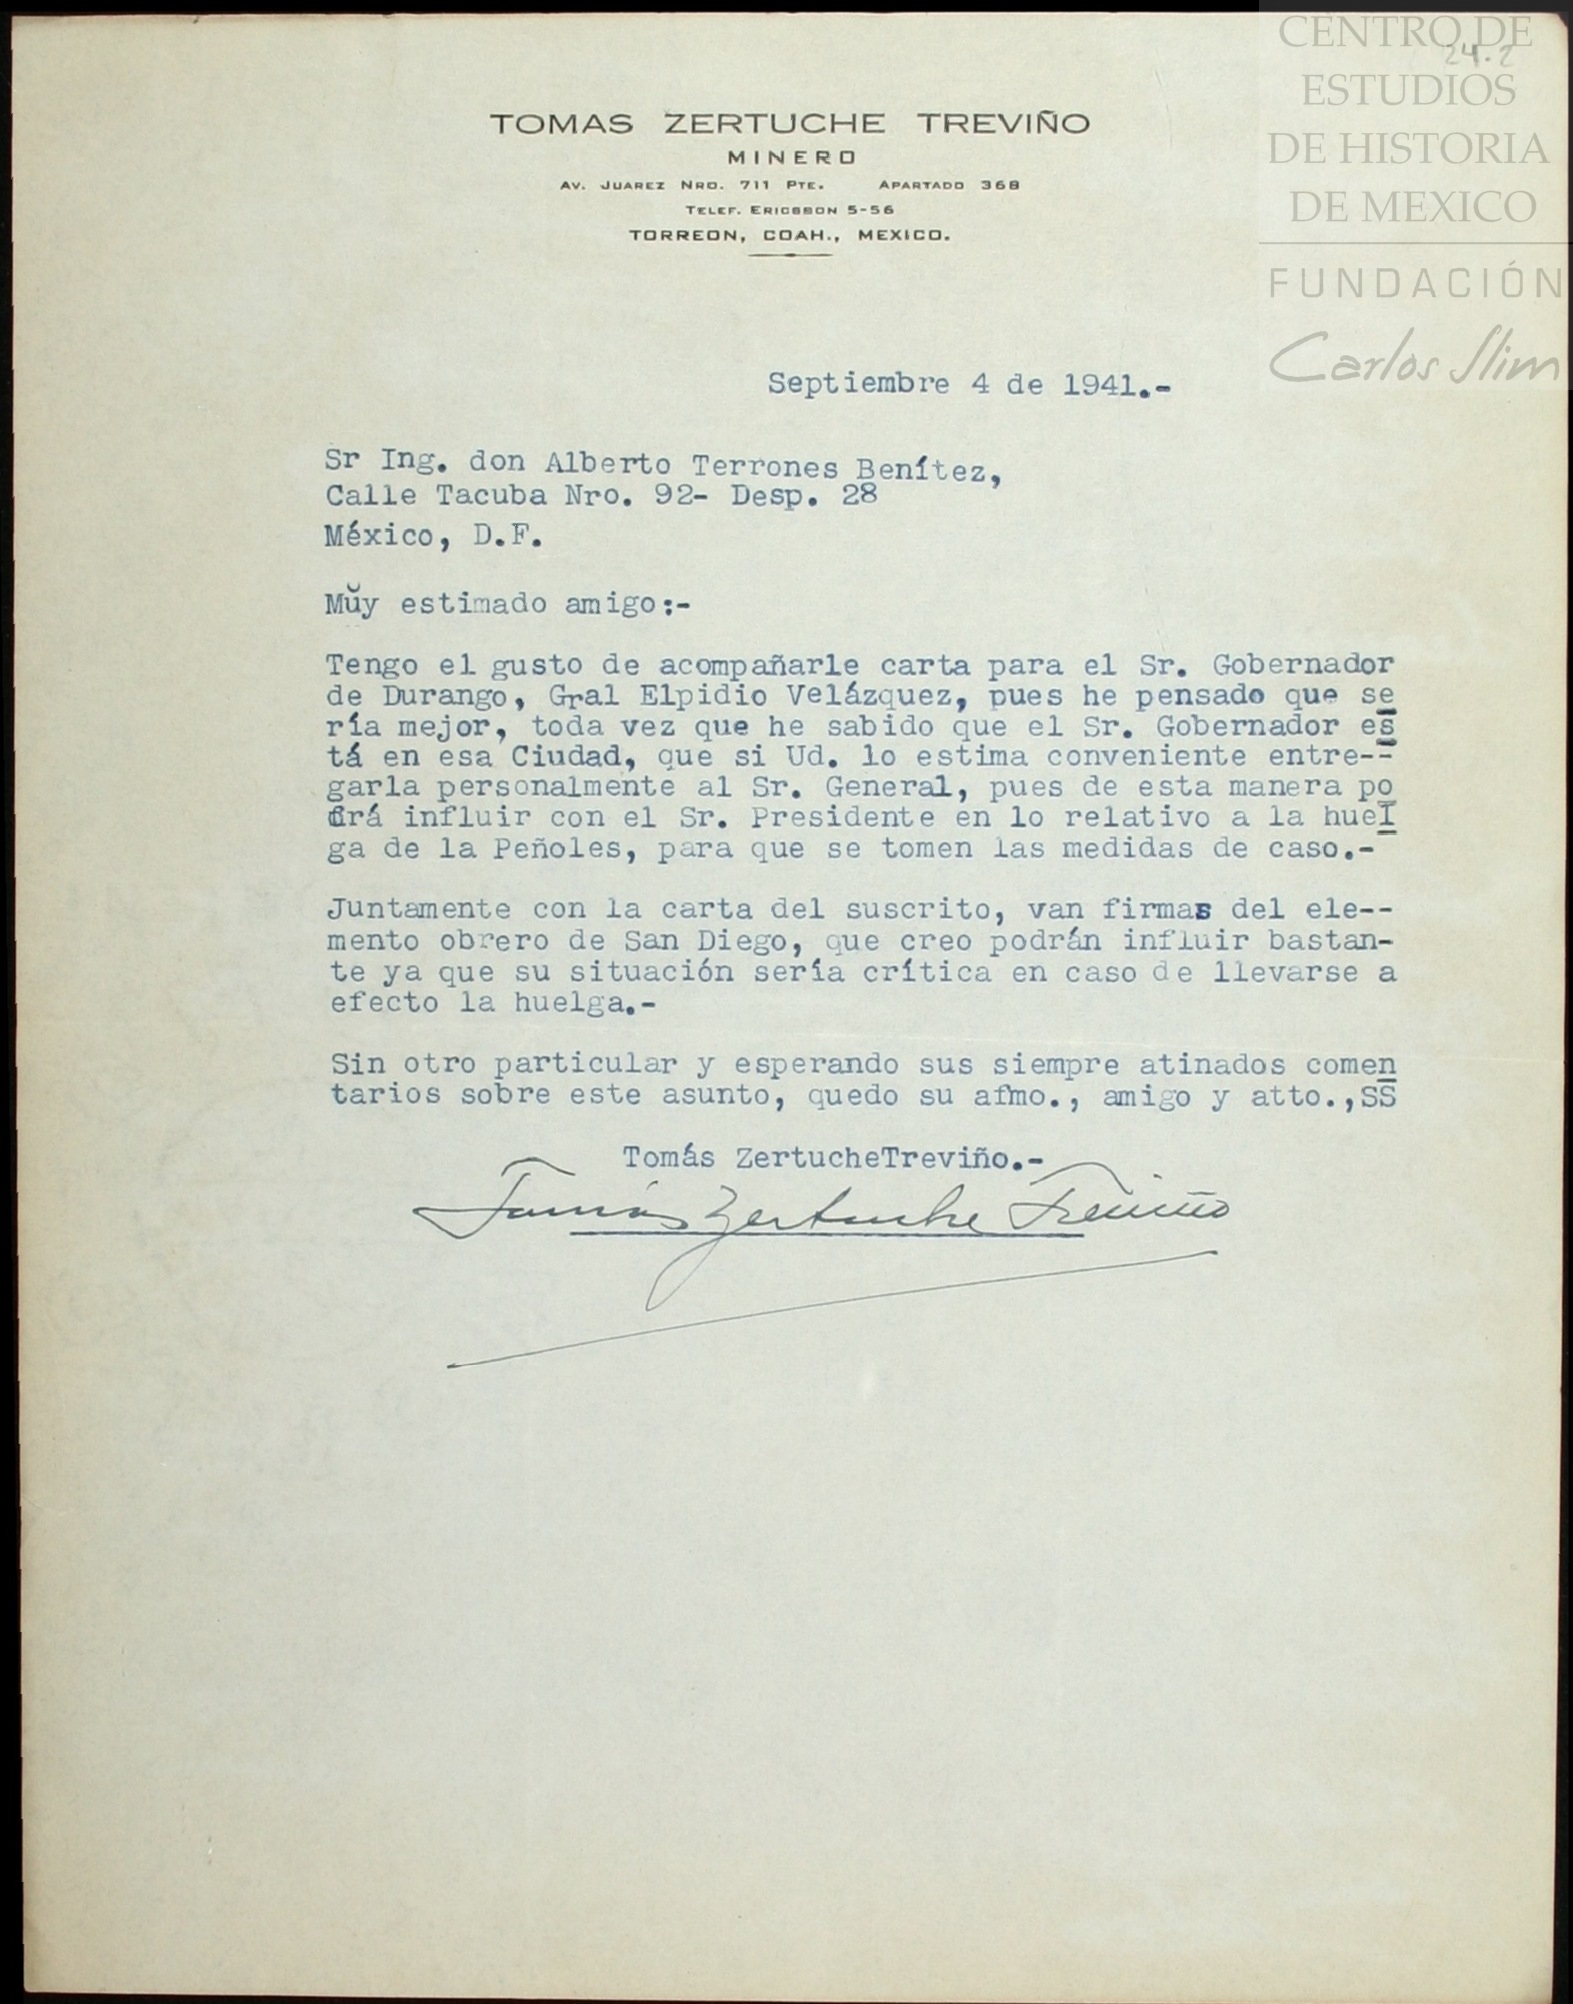 CENTRO DE
ESTUDIOS
DE HISTORIA
DE MEXICO
FUNDACIÓN
Carlos Slim
24.2
TOMAS ZERTUCHE TREVIÑO
MINERO
AV. JUAREZ NRO. 711 PTE. APARTADO 368
TELEF. ERICSSON 5-56
TORREON, COAH., MEXICO.
Septiembre 4 de 1941.-
Sr Ing. don Alberto Terrones Benítez,
Calle Tacuba Nro. 92- Desp. 28
México, D.F.
Muy estimado amigo:-
Tengo el gusto de acompañarle carta para el Sr. Gobernador
de Durango, Gral Elpidio Velázquez, pues he pensado que se
ría mejor, toda vez que he sabido que el Sr. Gobernador es
tá en esa Ciudad, que si Ud. lo estima conveniente entre--
garla personalmente al Sr. General, pues de esta manera po
drá influir con el Sr. Presidente en lo relativo a la huel
ga de la Peñoles, para que se tomen las medidas de caso.-
Juntamente con la carta del suscrito, van firmas del ele--
mento obrero de San Diego, que creo podrán influir bastan-
te ya que su situación sería crítica en caso de llevarse a
efecto la huelga.-
Sin otro particular y esperando sus siempre atinados comen
tarios sobre este asunto, quedo su afmo., amigo y atto.,SS
Tomás ZertucheTreviño.-
Tomás Zertuche Treviño